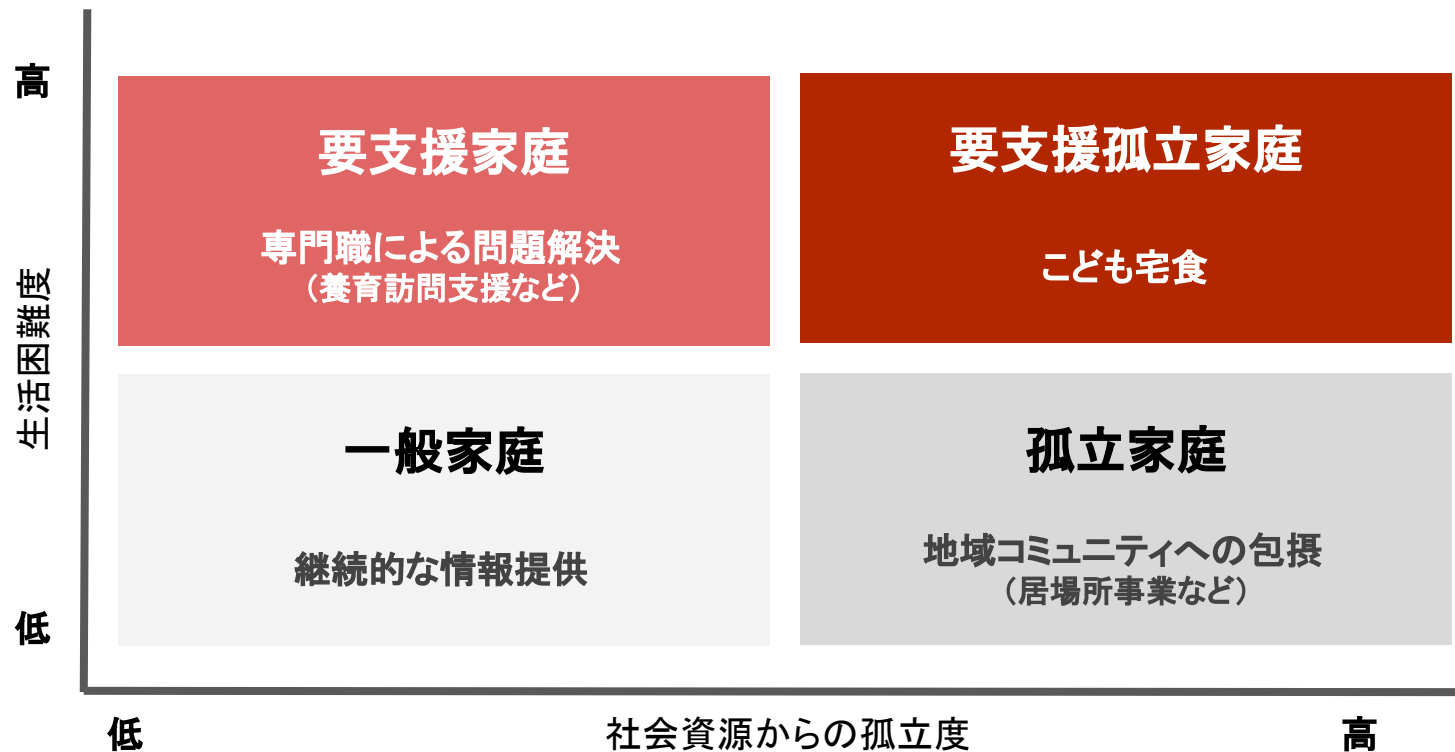 高
要支援家庭
要支援孤立家庭
専門職による問題解決
（養育訪問支援など）
こども宅食
生活困難度
一般家庭
孤立家庭
継続的な情報提供
地域コミュニティへの包摂
（居場所事業など）
低
低
社会資源からの孤立度
高